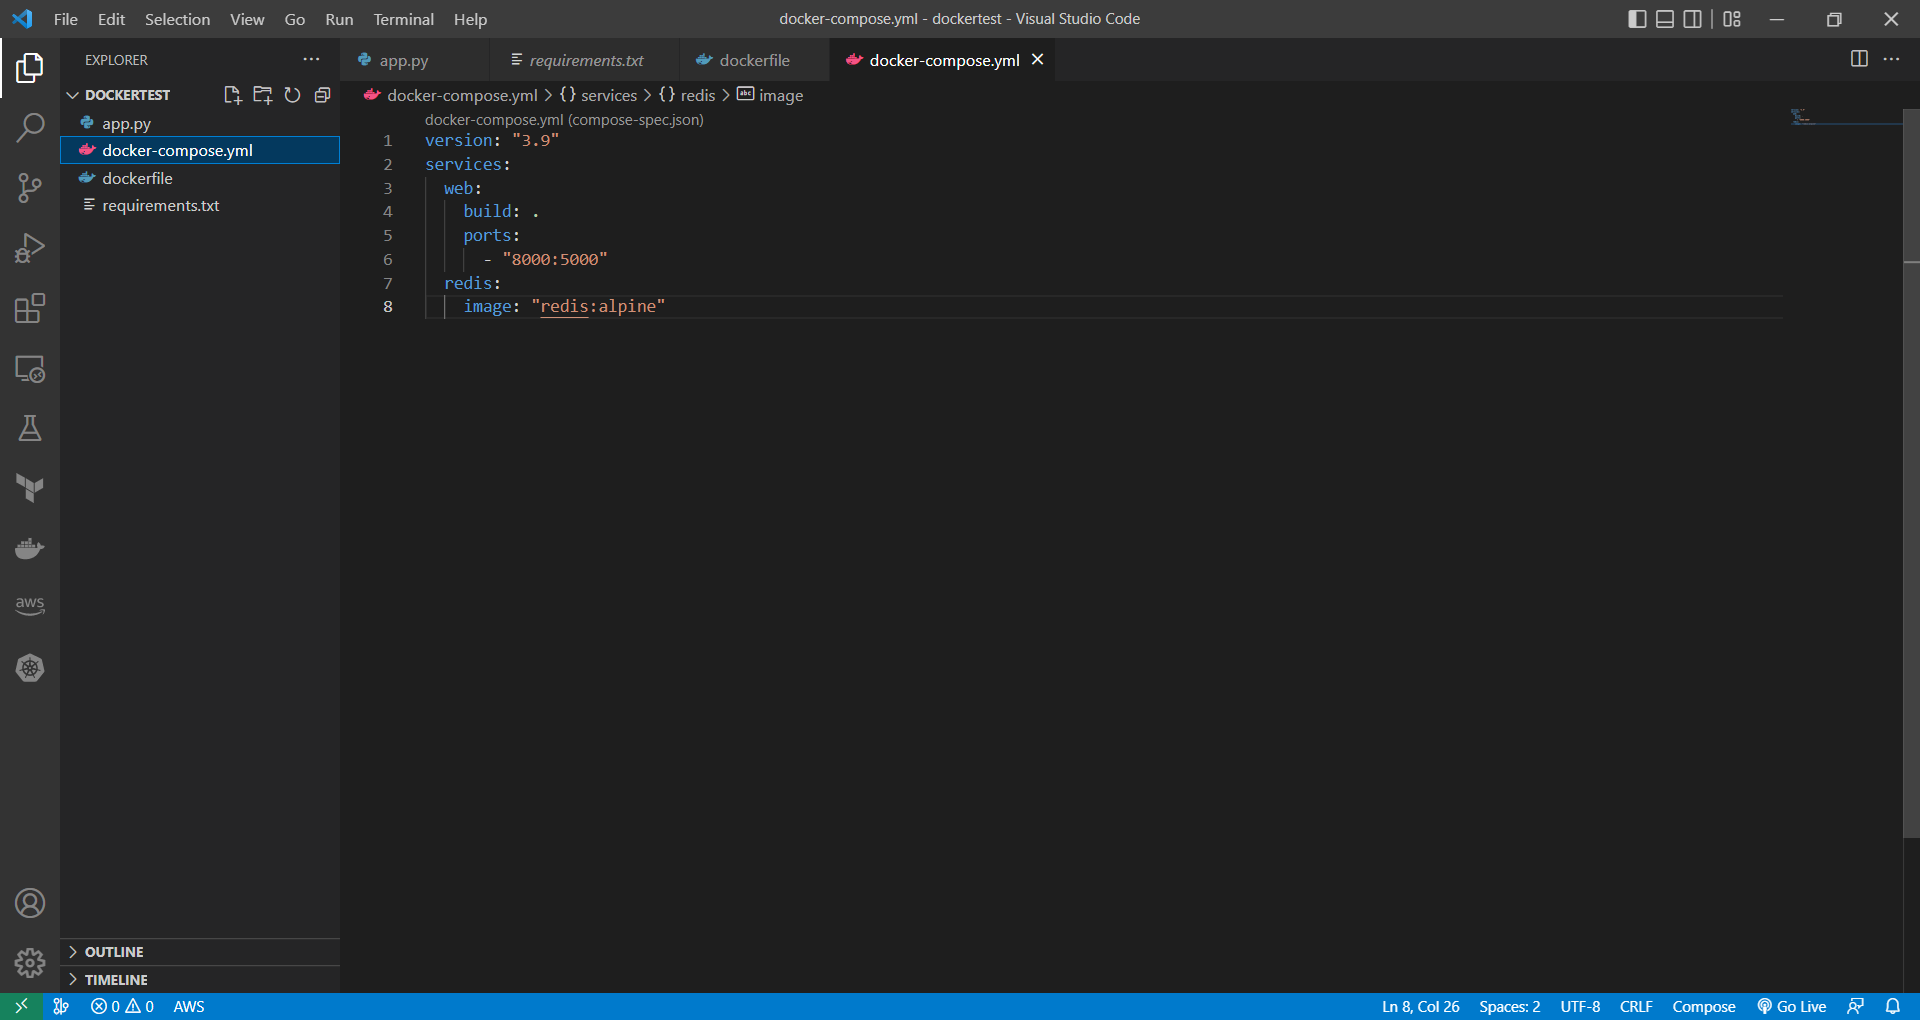 File Edit Selection View Go Run Terminal Help
docker-compose.yml - dockertest - Visual Studio Code
EXPLORER
DOCKERTEST
app.py
docker-compose.yml
dockerfile
requirements.txt
OUTLINE
TIMELINE
aws
app.py requirements.txt dockerfile docker-compose.yml
docker-compose.yml > {} services > {} redis > abc image
docker-compose.yml (compose-spec.json)
1 version: "3.9"
2 services:
3 web:
4 build: .
5 ports:
6 - "8000:5000"
7 redis:
8 image: "redis:alpine"
0 0 AWS
Ln 8, Col 26 Spaces: 2 UTF-8 CRLF Compose Go Live